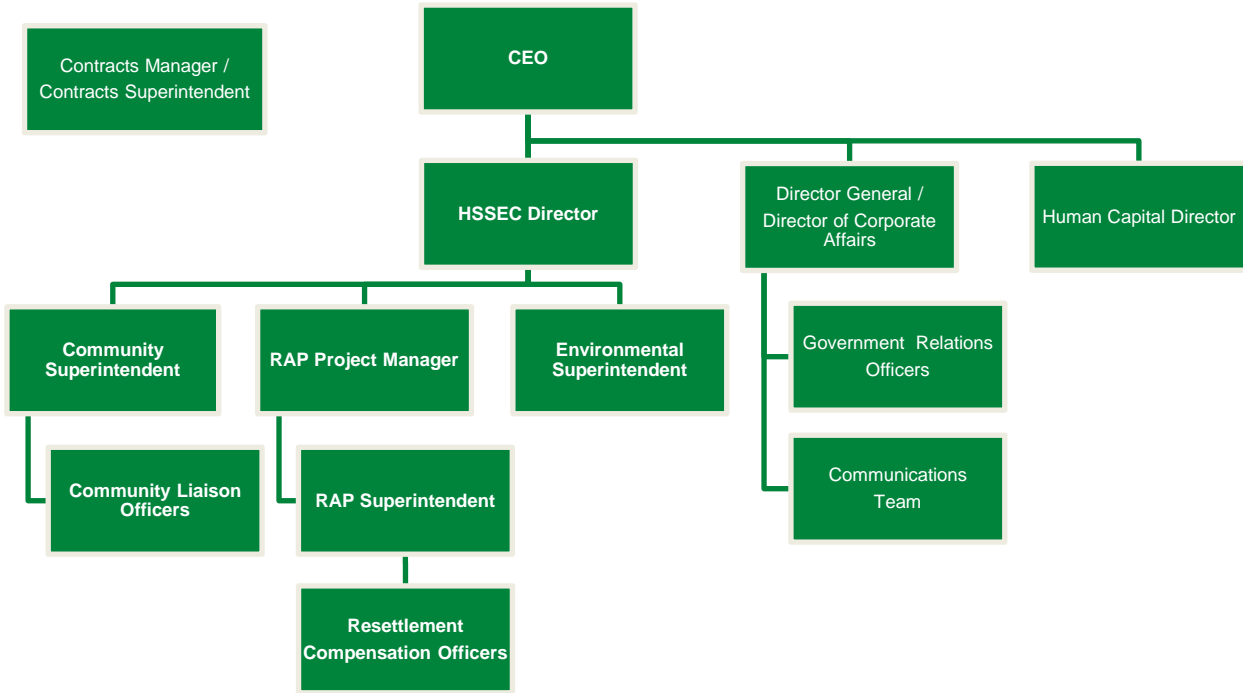 Contracts Manager /
Contracts Superintendent
CEO
HSSEC Director
Director General /
Director of Corporate
Affairs
Human Capital Director
Community
Superintendent
RAP Project Manager
Environmental
Superintendent
Government Relations
Officers
Community Liaison
Officers
RAP Superintendent
Communications
Team
Resettlement
Compensation Officers